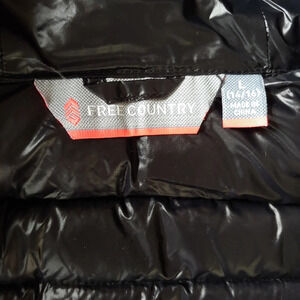 FREE COUNTRY
(14/16)
MADE IN
CHINA